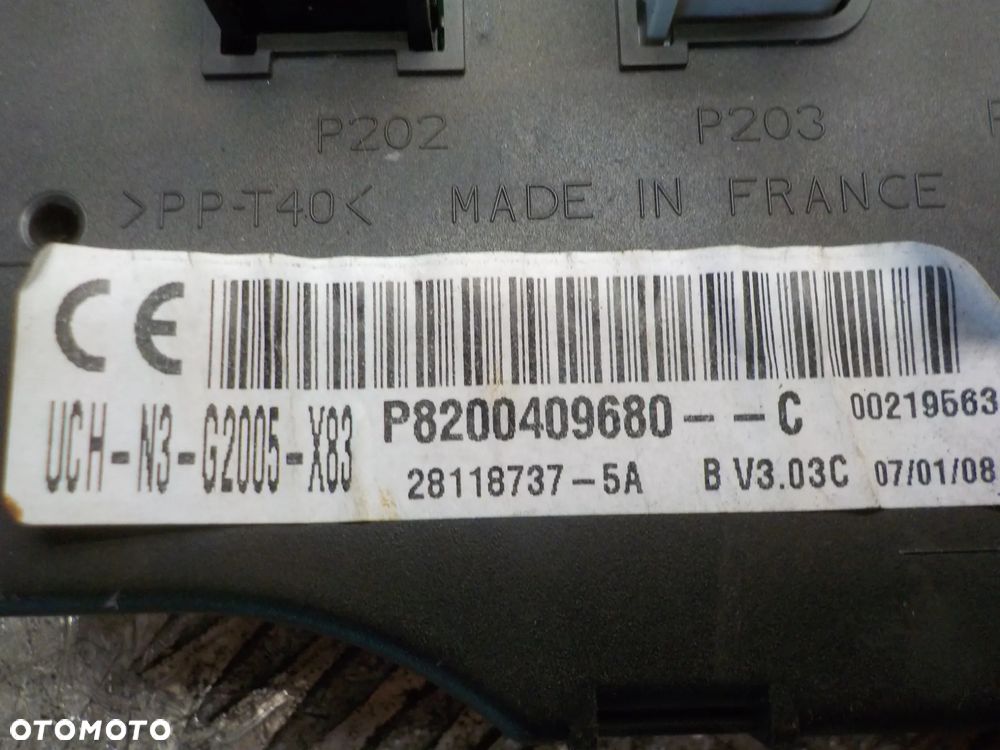 P202 P203
>PP-T40< MADE IN FRANCE
CE
UCH-N3-G2005-X83 P8200409680--C 00219563
28118737-5A B V3.03C 07/01/08
OTOMOTO